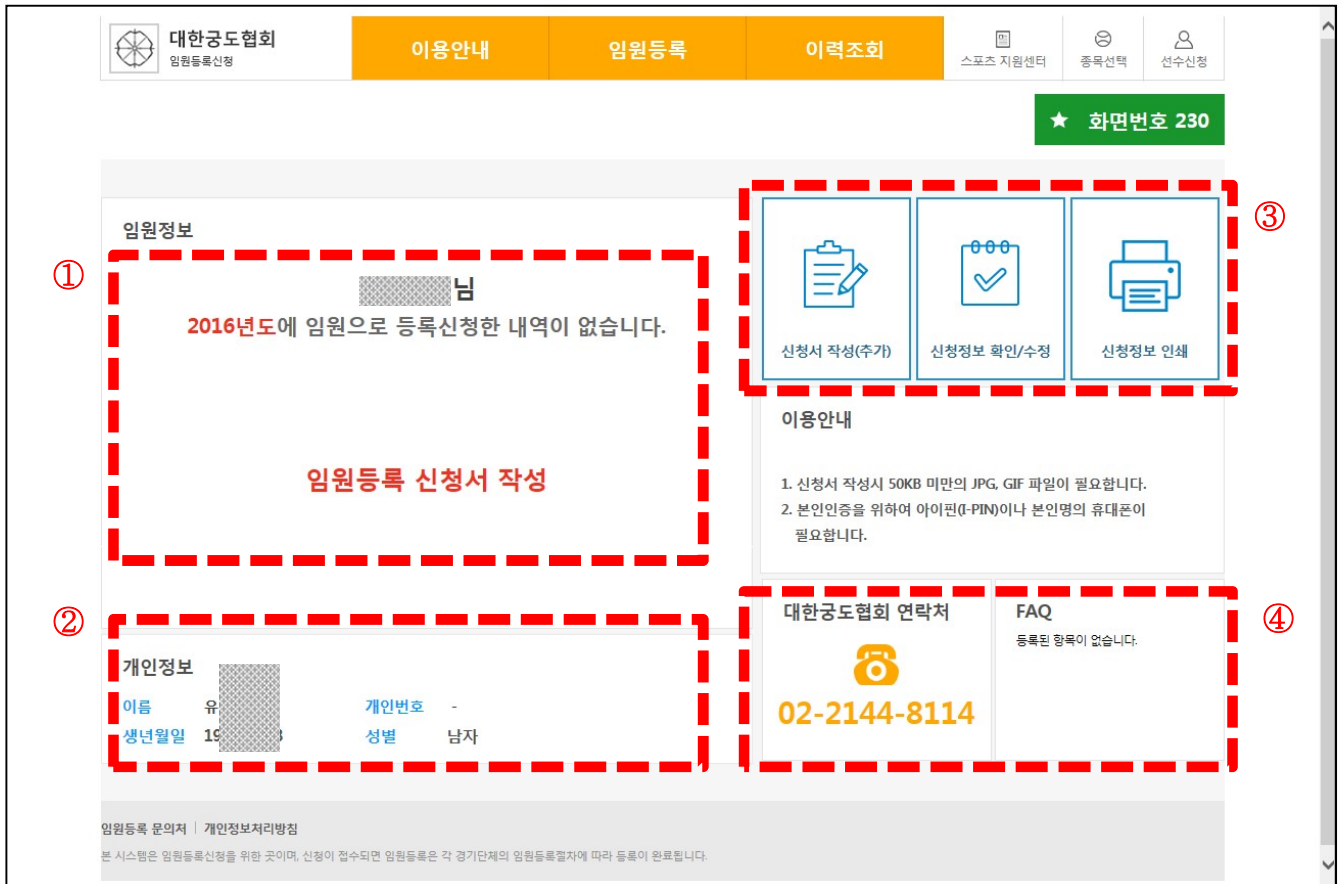 대한궁도협회
임원등록신청
이용안내
임원등록
이력조회
스포츠 지원센터
종목선택
선수신청
★ 화면번호 230
임원정보
①
님
2016년도에 임원으로 등록신청한 내역이 없습니다.
임원등록 신청서 작성
③
신청서 작성(추가)
신청정보 확인/수정
신청정보 인쇄
이용안내
1. 신청서 작성시 50KB 미만의 JPG, GIF 파일이 필요합니다.
2. 본인인증을 위하여 아이핀(I-PIN)이나 본인명의 휴대폰이
필요합니다.
②
개인정보
이름 유 개인번호 -
생년월일 19 3 성별 남자
대한궁도협회 연락처
02-2144-8114
FAQ
등록된 항목이 없습니다.
④
임원등록 문의처 | 개인정보처리방침
본 시스템은 임원등록신청을 위한 곳이며, 신청이 접수되면 임원등록은 각 경기단체의 임원등록절차에 따라 등록이 완료됩니다.